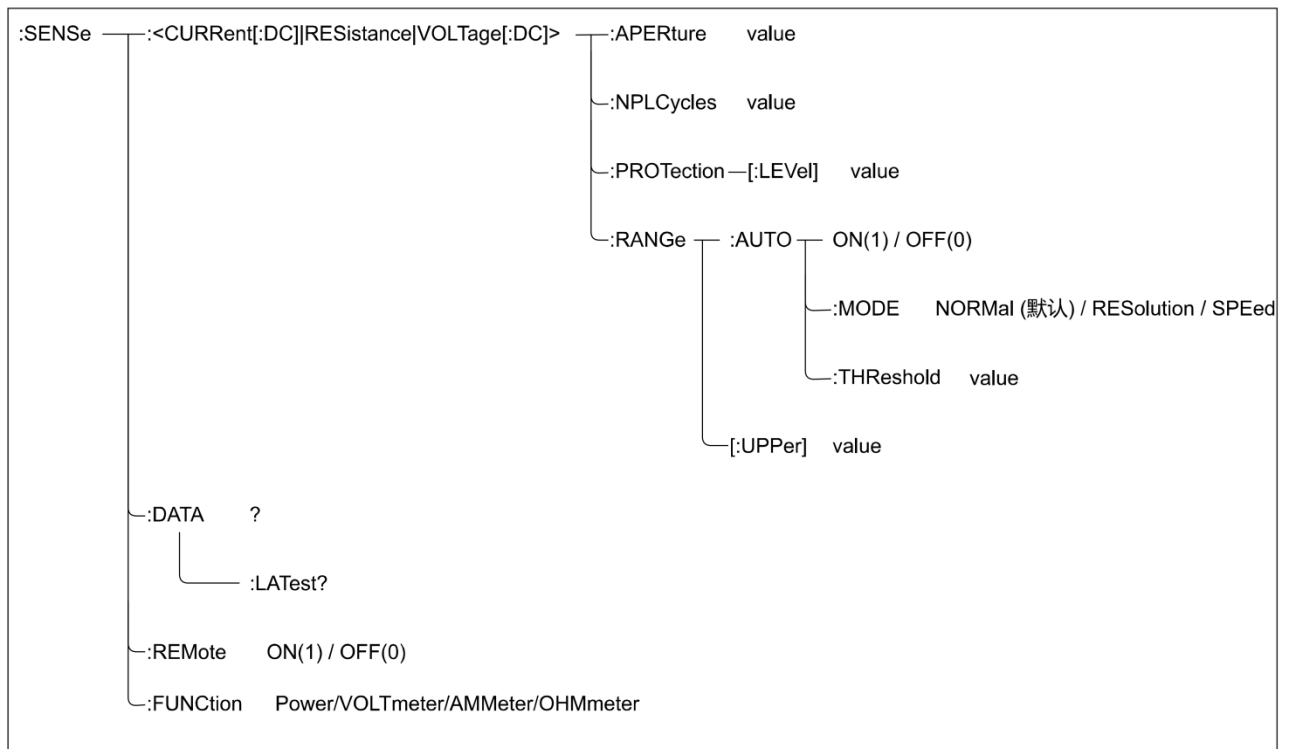 :SENSe :<CURRent[:DC]|RESistance|VOLTage[:DC]> :APERture value
:NPLCycles value
:PROTection [:LEVel] value
:RANGe :AUTO ON(1) / OFF(0)
:MODE NORMal (默认) / RESolution / SPEed
:THReshold value
[:UPPer] value
:DATA ?
:LATest?
:REMote ON(1) / OFF(0)
:FUNCtion Power/VOLTmeter/AMMeter/OHMmeter